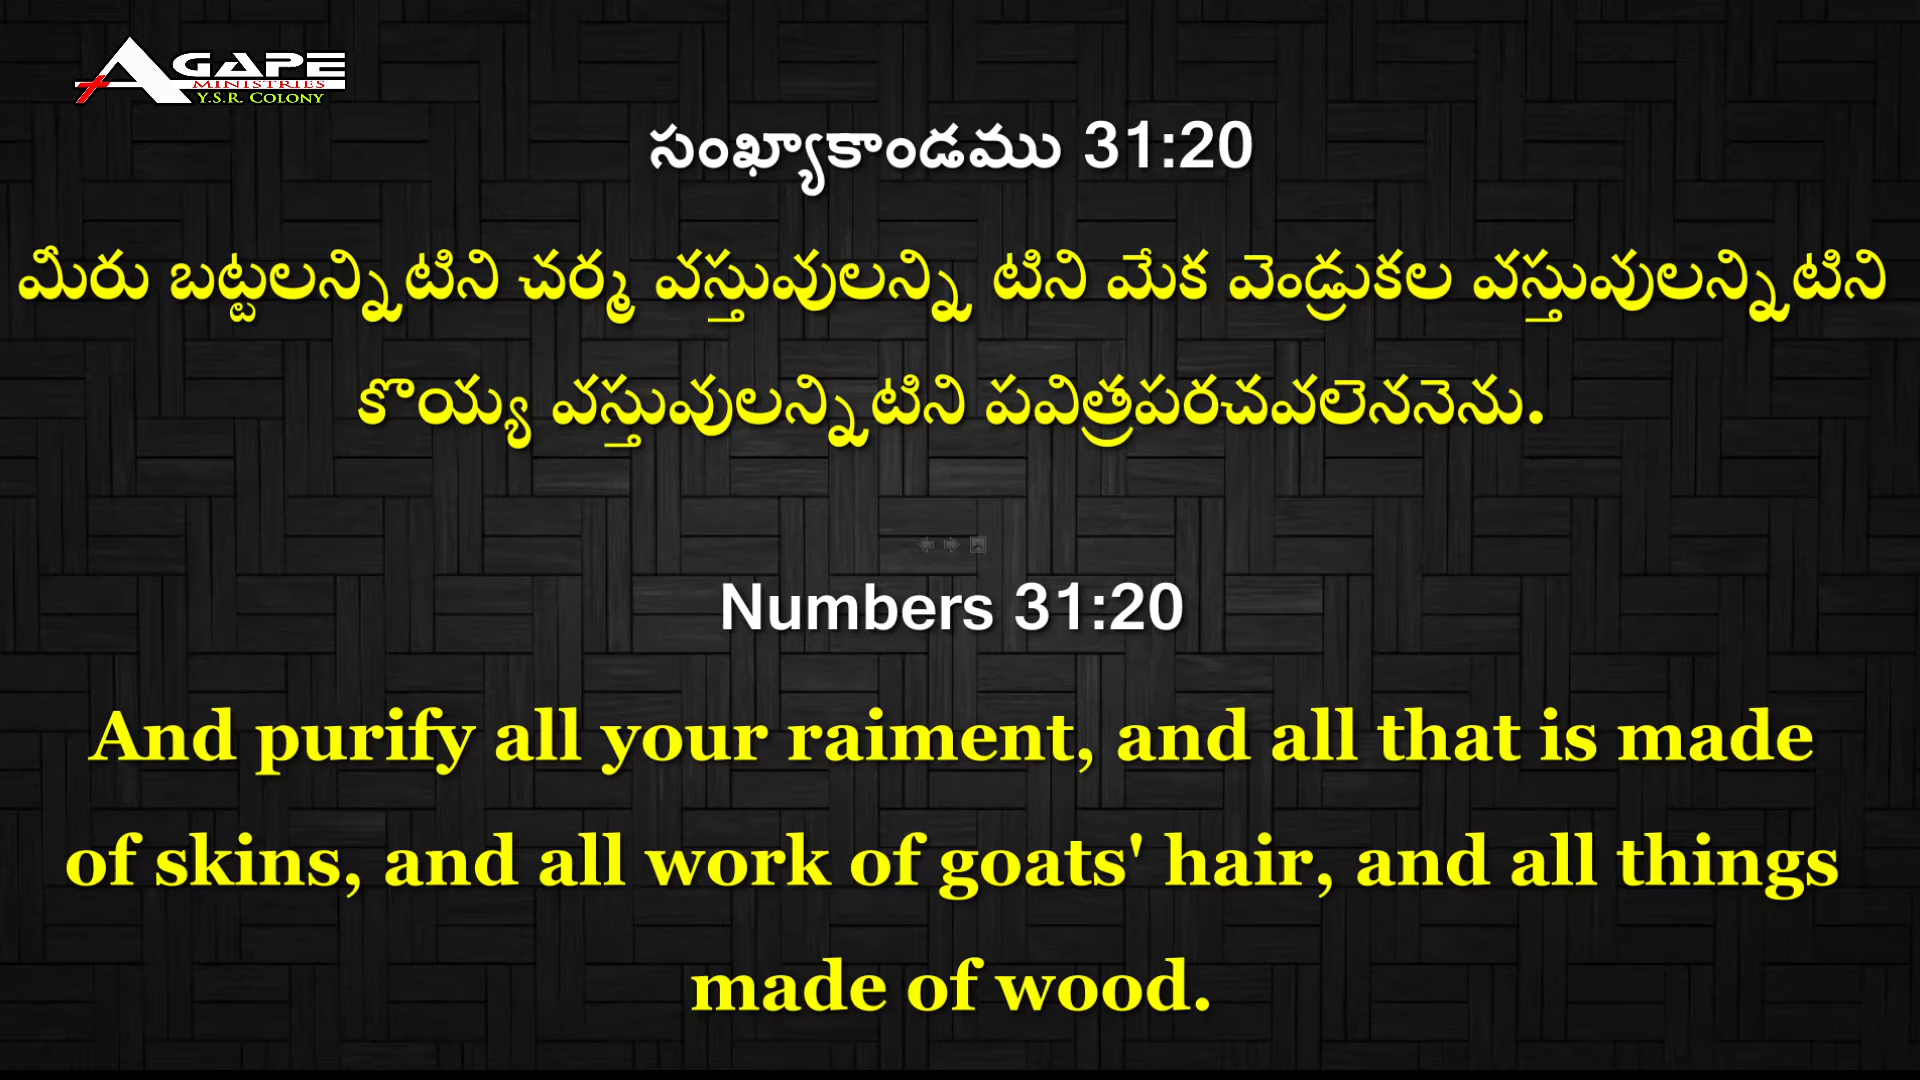 AGAPE
MINISTRIES
Y.S.R. COLONY
సంఖ్యాకాండము 31:20
మీరు బట్టలన్నిటిని చర్మ వస్తువులన్ని టిని మేక వెండ్రుకల వస్తువులన్నిటిని
కొయ్య వస్తువులన్నిటిని పవిత్రపరచవలెననెను.
Numbers 31:20
And purify all your raiment, and all that is made
of skins, and all work of goats' hair, and all things
made of wood.